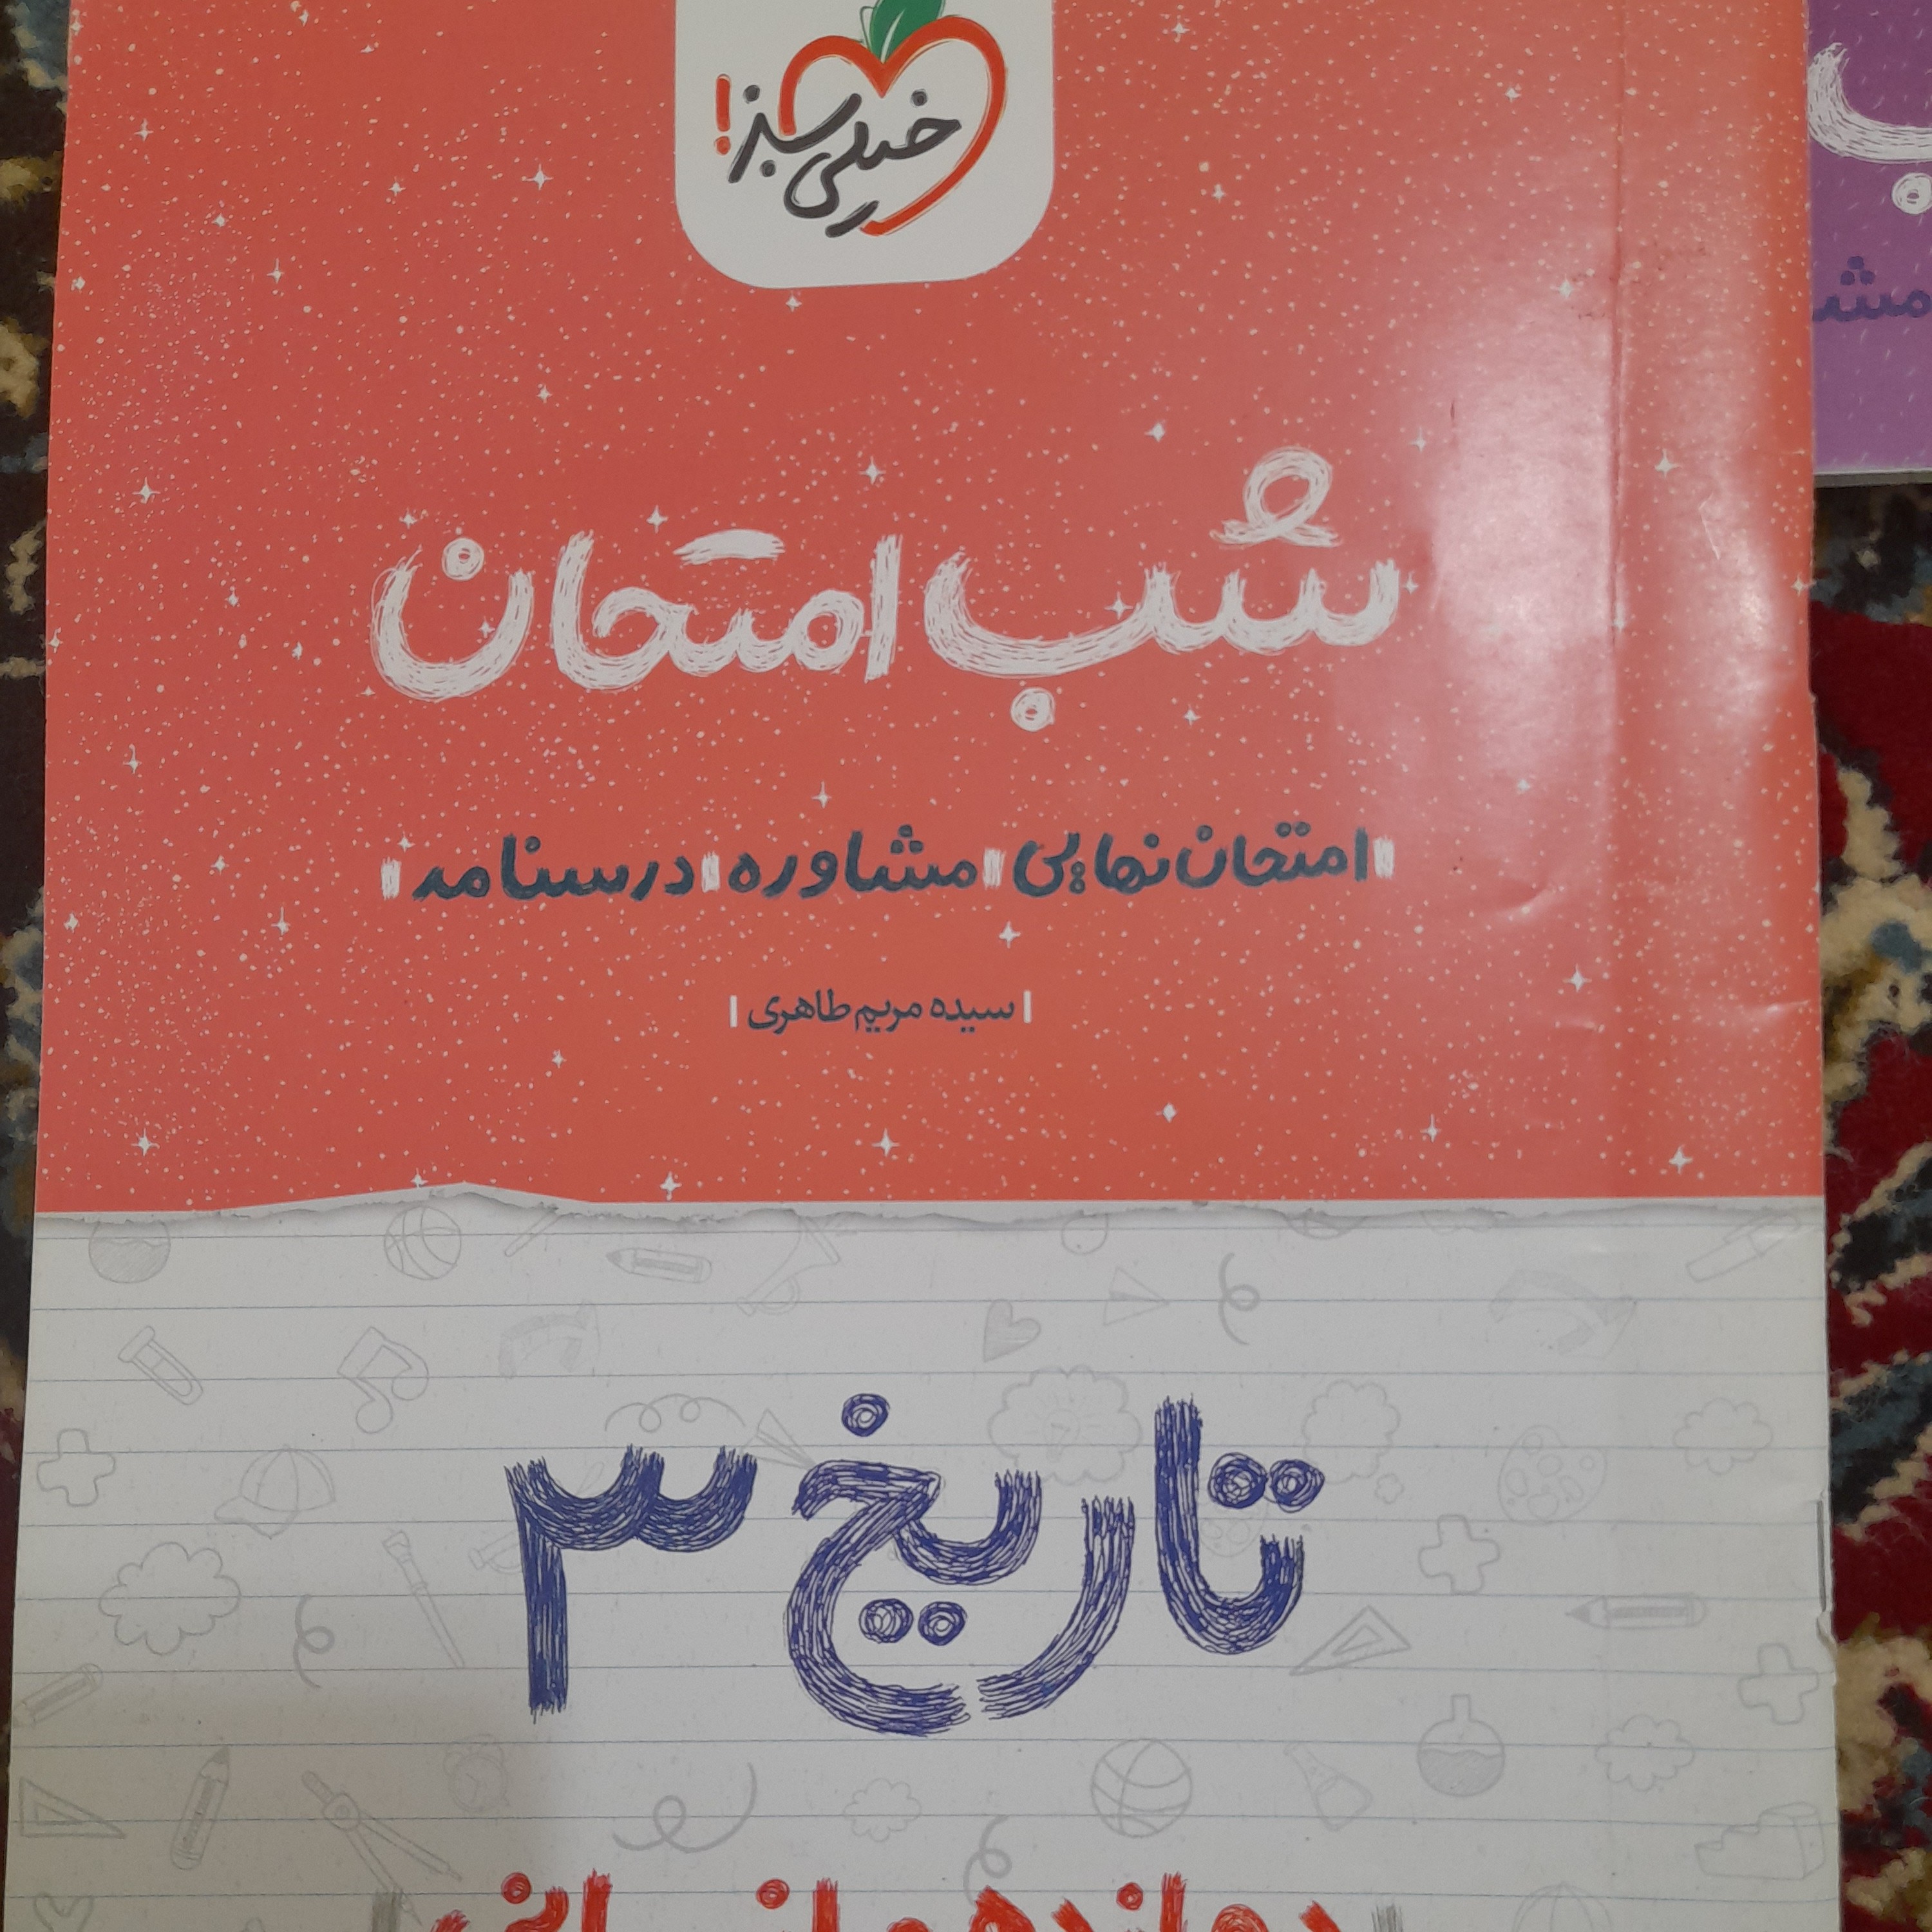 خیلی سبز!
شب امتحان
امتحان نهایی | مشاوره | درسنامه
| سیده مریم طاهری |
تاریخ ۳